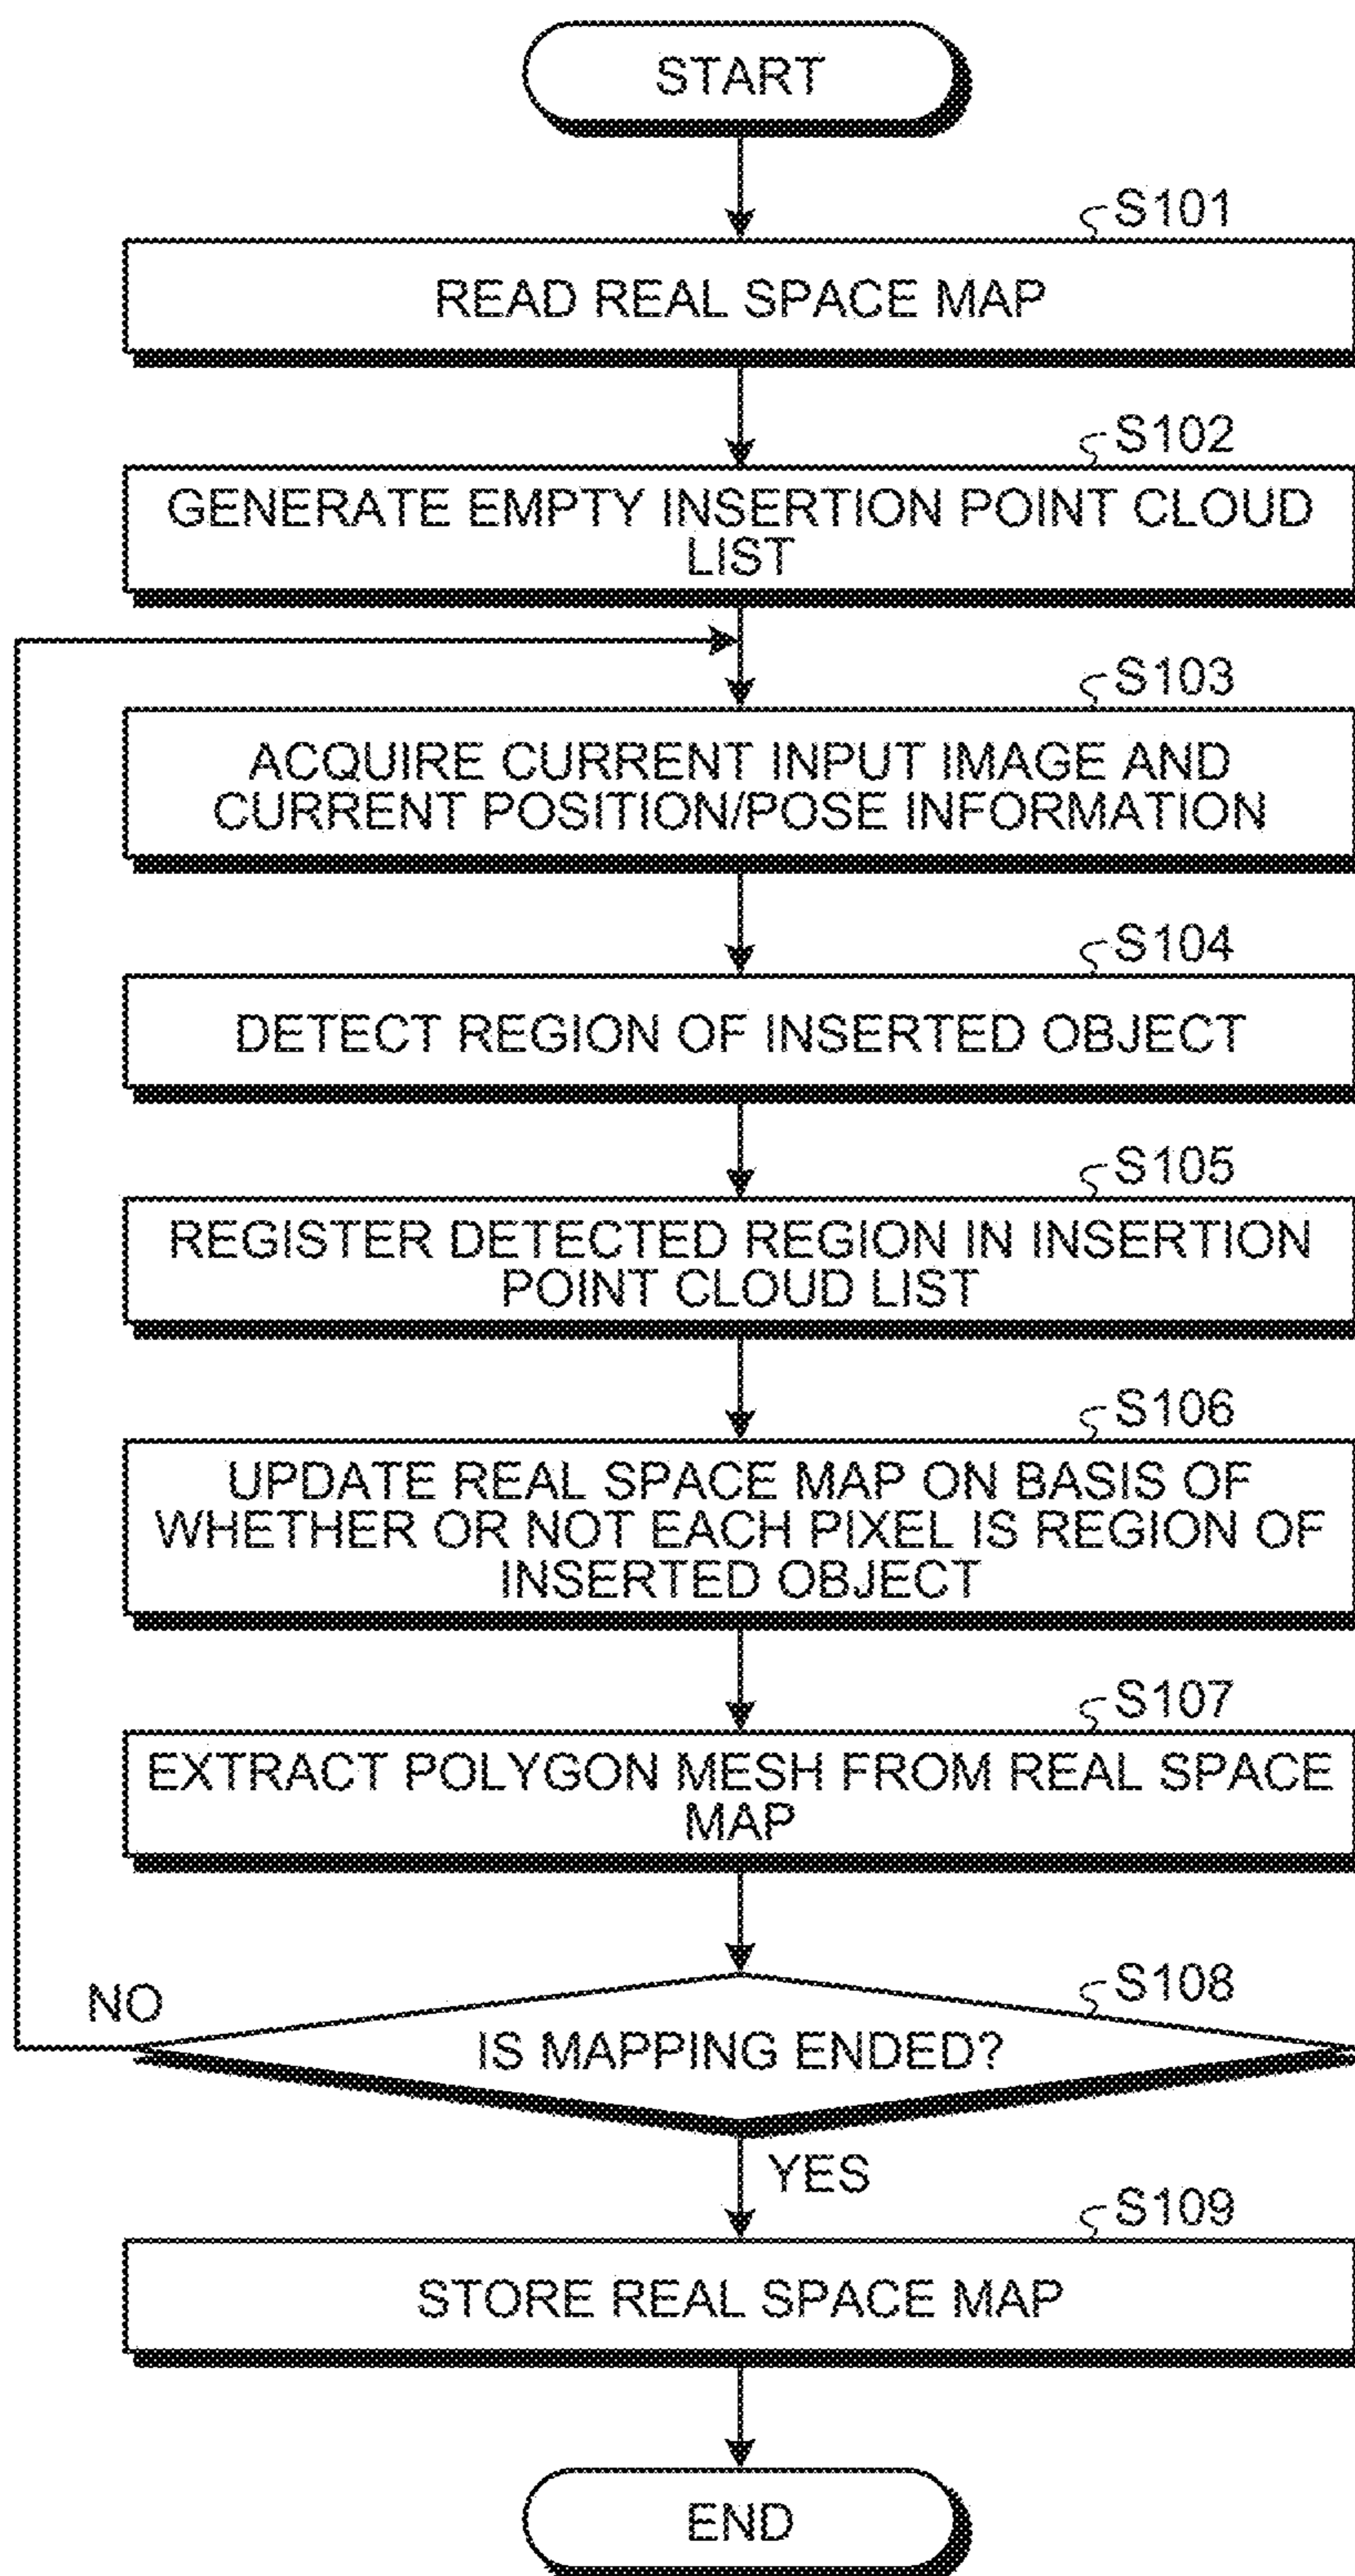 START
S101
READ REAL SPACE MAP
S102
GENERATE EMPTY INSERTION POINT CLOUD
LIST
S103
ACQUIRE CURRENT INPUT IMAGE AND
CURRENT POSITION/POSE INFORMATION
S104
DETECT REGION OF INSERTED OBJECT
S105
REGISTER DETECTED REGION IN INSERTION
POINT CLOUD LIST
S106
UPDATE REAL SPACE MAP ON BASIS OF
WHETHER OR NOT EACH PIXEL IS REGION OF
INSERTED OBJECT
S107
EXTRACT POLYGON MESH FROM REAL SPACE
MAP
S108
NO
IS MAPPING ENDED?
YES
S109
STORE REAL SPACE MAP
END